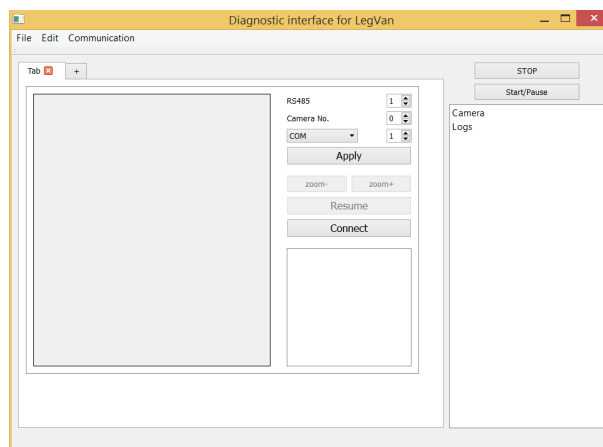 Diagnostic interface for LegVan
File Edit Communication
Tab +
STOP
Start/Pause
Camera
Logs
RS485 1
Camera No. 0
COM 1
Apply
zoom- zoom+
Resume
Connect